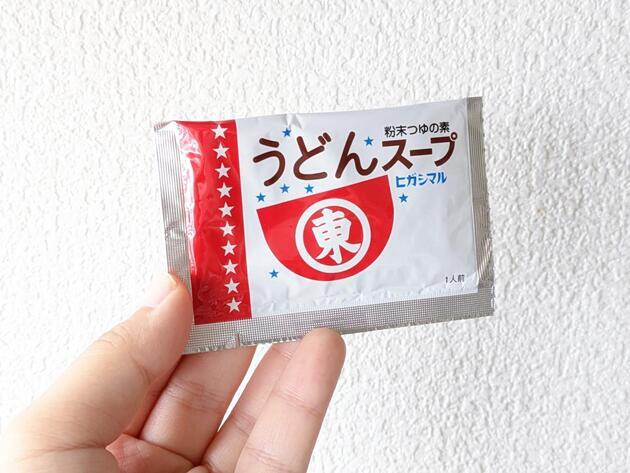 粉末つゆの素
うどんスープ
ヒガシマル
東
1人前